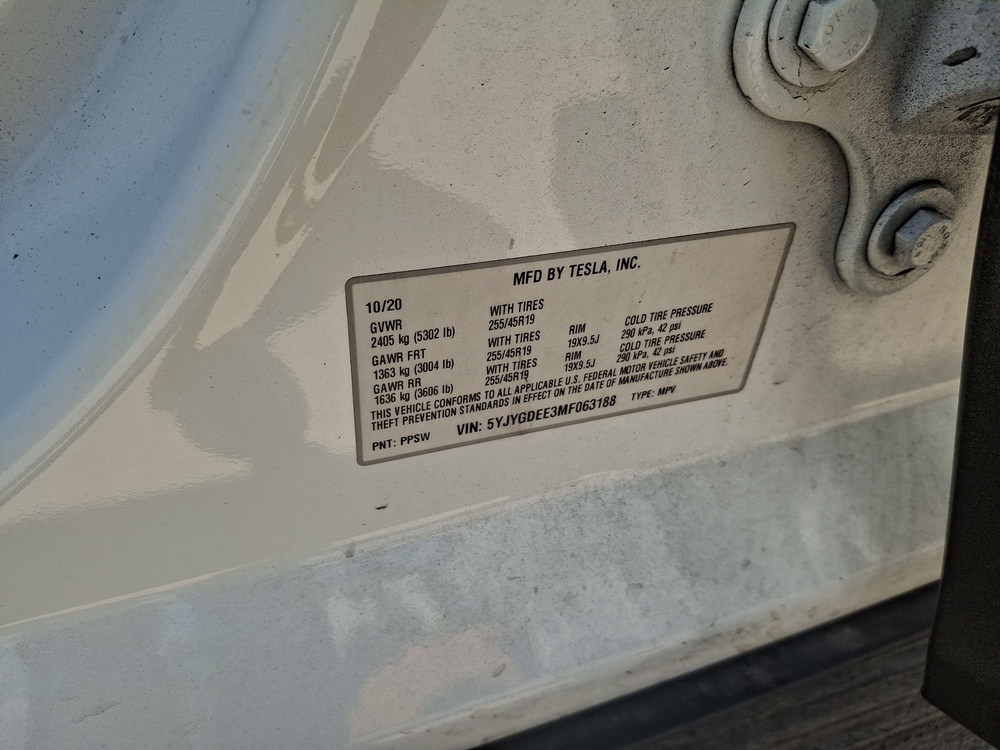 MFD BY TESLA, INC.
10/20
GVWR WITH TIRES
2405 kg (5302 lb) 255/45R19
GAWR FRT WITH TIRES RIM COLD TIRE PRESSURE
1363 kg (3004 lb) 255/45R19 19X9.5J 290 kPa, 42 psi
GAWR RR WITH TIRES RIM COLD TIRE PRESSURE
1636 kg (3606 lb) 255/45R19 19X9.5J 290 kPa, 42 psi
THIS VEHICLE CONFORMS TO ALL APPLICABLE U.S. FEDERAL MOTOR VEHICLE SAFETY AND
THEFT PREVENTION STANDARDS IN EFFECT ON THE DATE OF MANUFACTURE SHOWN ABOVE.
PNT: PPSW VIN: 5YJYGDEE3MF063188 TYPE: MPV